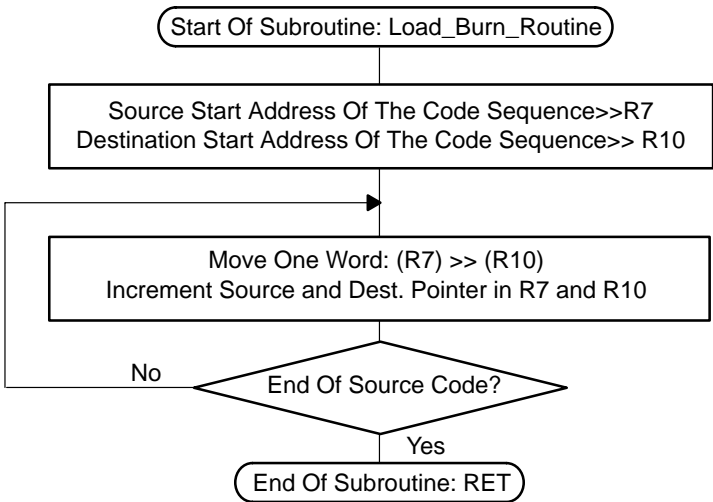 Start Of Subroutine: Load_Burn_Routine
Source Start Address Of The Code Sequence>>R7
Destination Start Address Of The Code Sequence>> R10
Move One Word: (R7) >> (R10)
Increment Source and Dest. Pointer in R7 and R10
No
End Of Source Code?
Yes
End Of Subroutine: RET